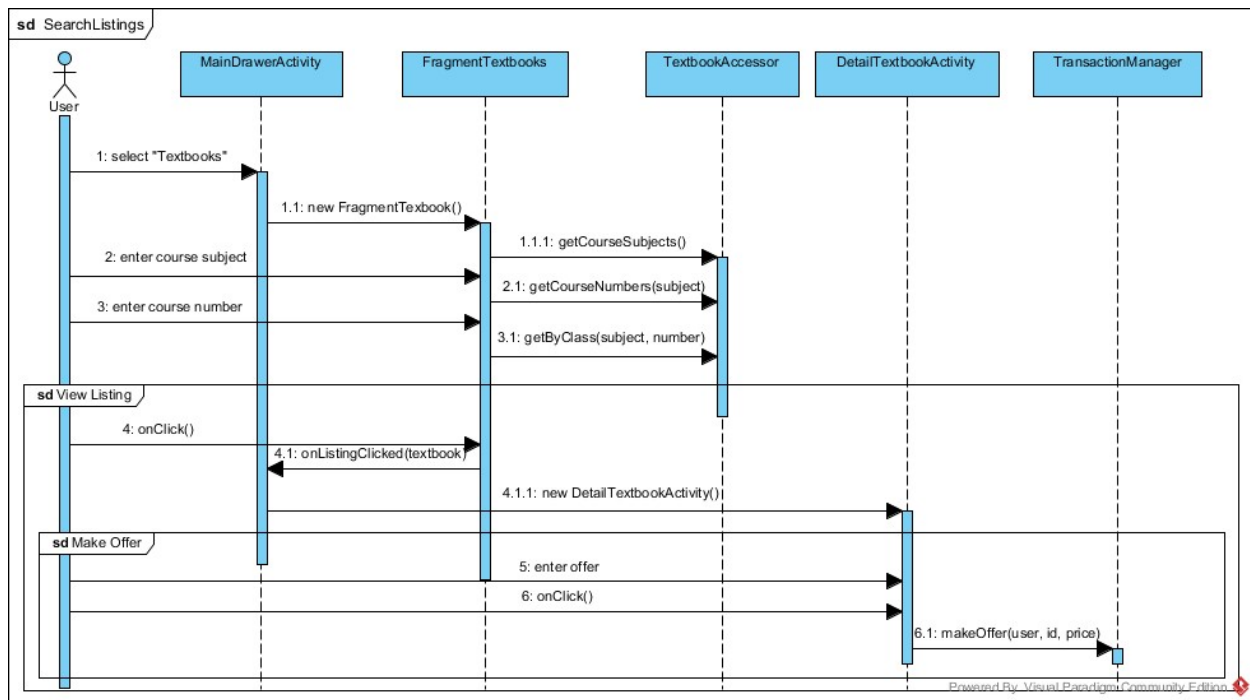 sd SearchListings
MainDrawerActivity
FragmentTextbooks
TextbookAccessor
DetailTextbookActivity
TransactionManager
User
1: select "Textbooks"
1.1: new FragmentTexbook()
1.1.1: getCourseSubjects()
2: enter course subject
2.1: getCourseNumbers(subject)
3: enter course number
3.1: getByClass(subject, number)
sd View Listing
4: onClick()
4.1: onListingClicked(textbook)
4.1.1: new DetailTextbookActivity()
sd Make Offer
5: enter offer
6: onClick()
6.1: makeOffer(user, id, price)
Powered By Visual Paradigm Community Edition